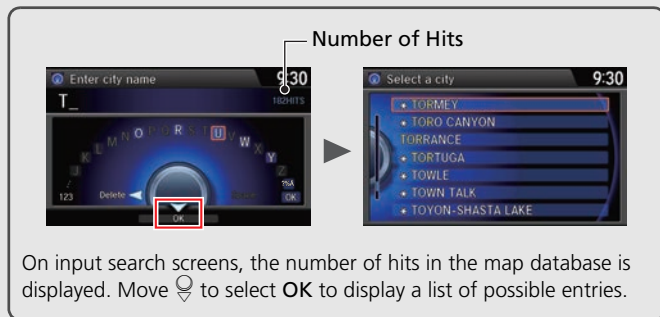 Number of Hits
Enter city name
9:30
T_
182HITS
J K L M N O P Q R S T U V W X Y Z
123
Delete
?%Á
OK
OK
Select a city
9:30
TORMEY
TORO CANYON
TORRANCE
TORTUGA
TOWLE
TOWN TALK
TOYON-SHASTA LAKE
On input search screens, the number of hits in the map database is
displayed. Move to select OK to display a list of possible entries.